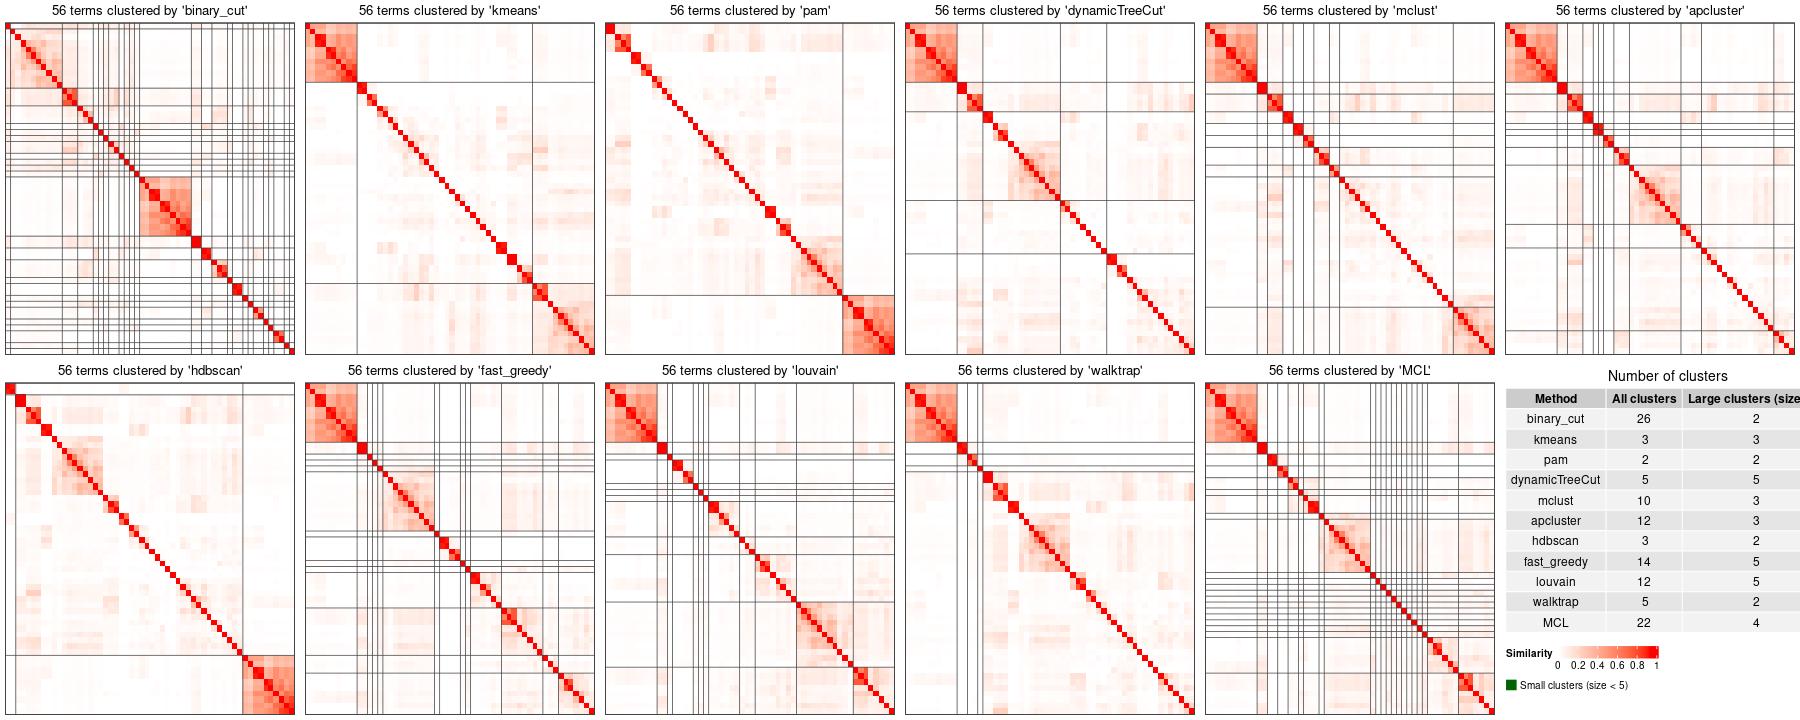 56 terms clustered by 'binary_cut'
56 terms clustered by 'kmeans'
56 terms clustered by 'pam'
56 terms clustered by 'dynamicTreeCut'
56 terms clustered by 'mclust'
56 terms clustered by 'apcluster'
56 terms clustered by 'hdbscan'
56 terms clustered by 'fast_greedy'
56 terms clustered by 'louvain'
56 terms clustered by 'walktrap'
56 terms clustered by 'MCL'
Number of clusters
Method All clusters Large clusters (size
binary_cut 26 2
kmeans 3 3
pam 2 2
dynamicTreeCut 5 5
mclust 10 3
apcluster 12 3
hdbscan 3 2
fast_greedy 14 5
louvain 12 5
walktrap 5 2
MCL 22 4
Similarity
0 0.2 0.4 0.6 0.8 1
Small clusters (size < 5)